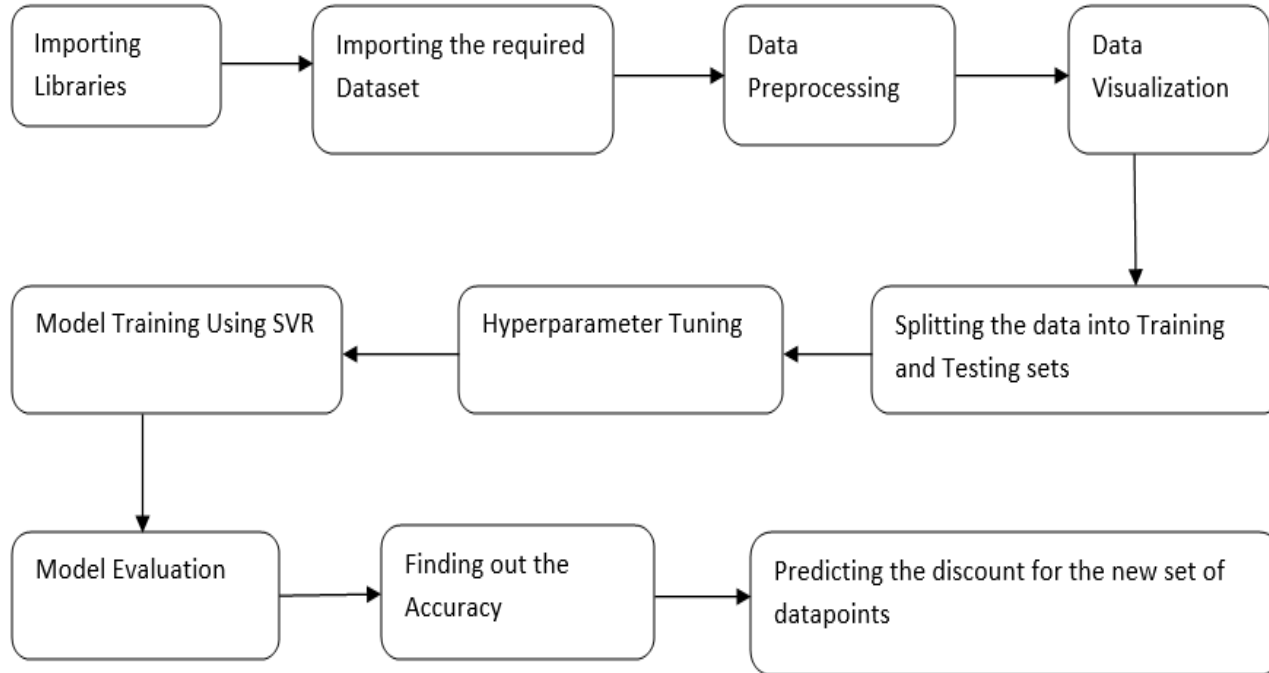 Importing
Libraries
Importing the required
Dataset
Data
Preprocessing
Data
Visualization
Splitting the data into Training
and Testing sets
Hyperparameter Tuning
Model Training Using SVR
Model Evaluation
Finding out the
Accuracy
Predicting the discount for the new set of
datapoints